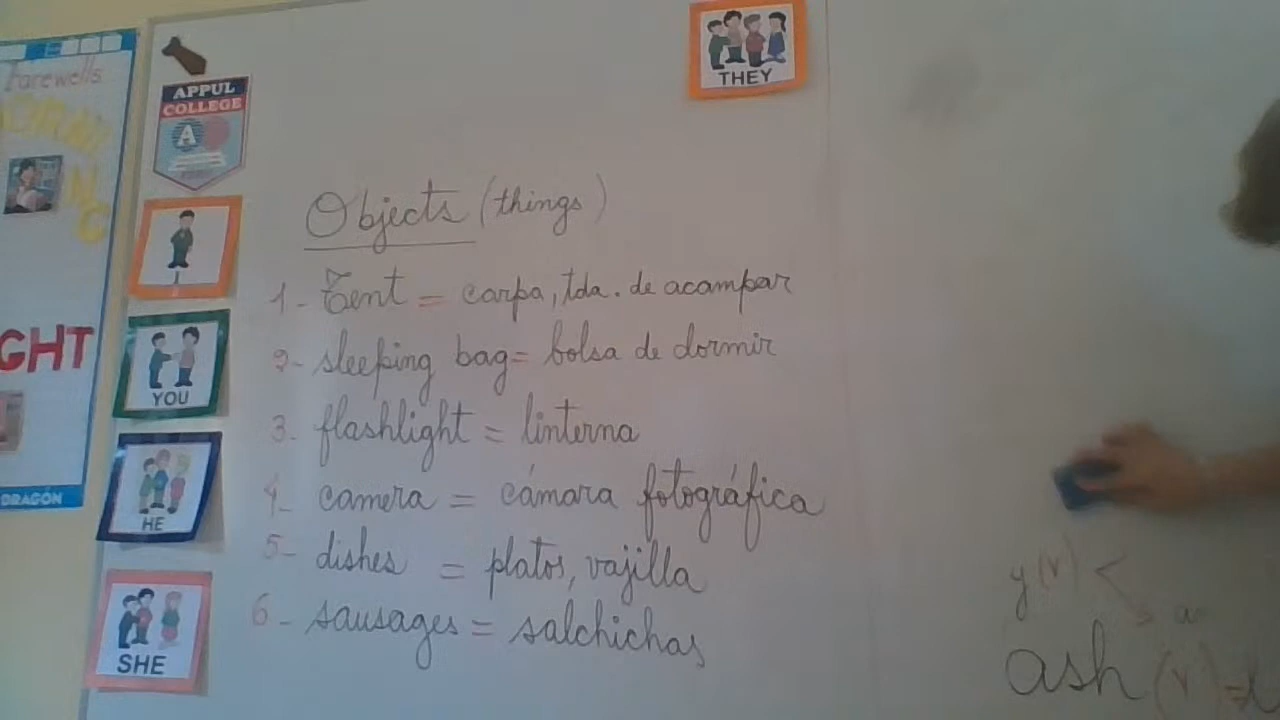 Farewells
GHT
DRAGÓN
APPUL
COLLEGE
A
I
YOU
HE
SHE
THEY
Objects (things)
1- Tent = carpa, tda. de acampar
2- sleeping bag = bolsa de dormir
3- flashlight = linterna
4- camera = cámara fotográfica
5- dishes = platos, vajilla
6- sausages = salchichas
y (v) <
ash (v) =